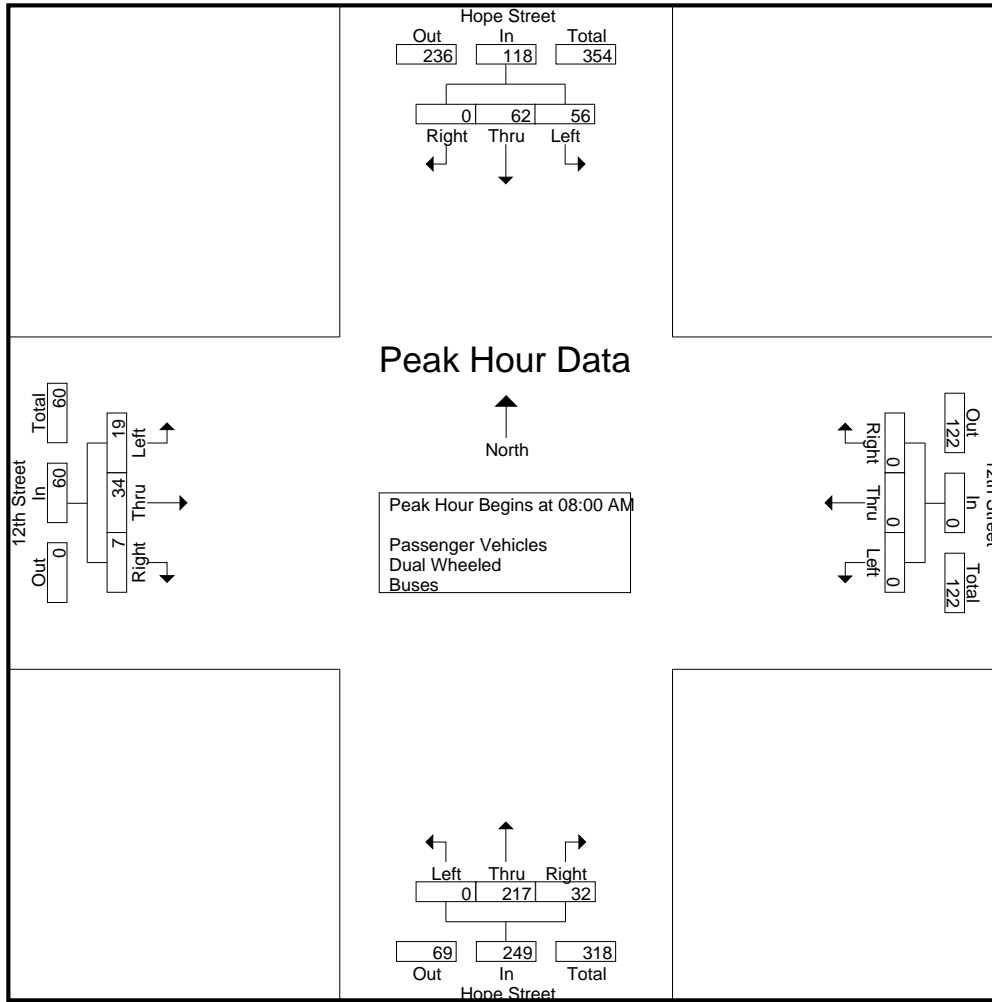 Hope Street
Out In Total
236 118 354
0 62 56
Right Thru Left
Peak Hour Data
North
Peak Hour Begins at 08:00 AM
Passenger Vehicles
Dual Wheeled
Buses
12th Street
Total In Out
60 60 0
19 34 7
Left Thru Right
Right Thru Left
0 0 0
Out In Total
122 0 122
12th Street
Left Thru Right
0 217 32
69 249 318
Out In Total
Hope Street